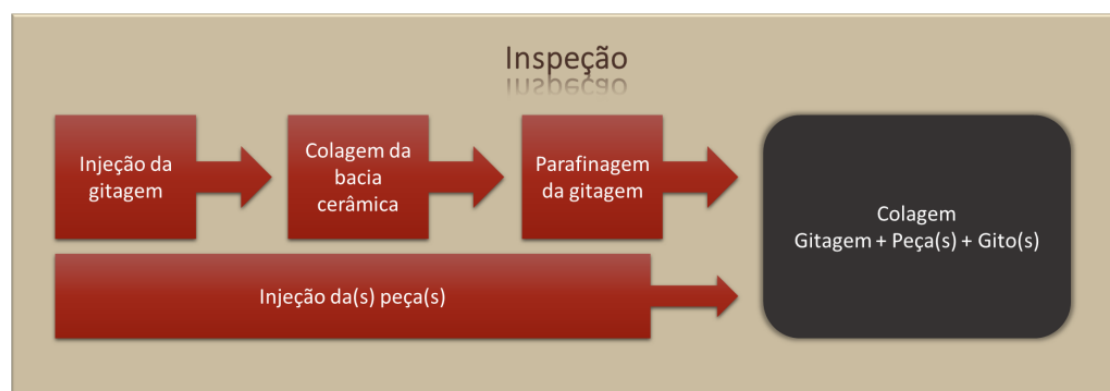 Inspeção
Injeção da
gitagem
Colagem da
bacia
cerâmica
Parafinagem
da gitagem
Colagem
Gitagem + Peça(s) + Gito(s)
Injeção da(s) peça(s)